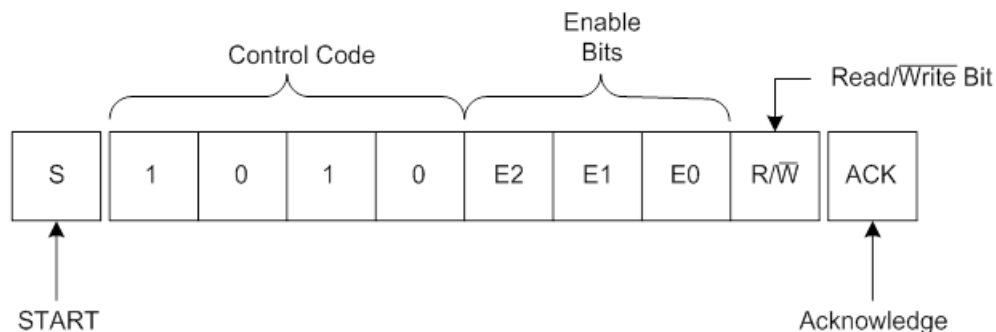 Enable
Bits
Control Code
Read/Write Bit
S 1 0 1 0 E2 E1 E0 R/W ACK
START
Acknowledge